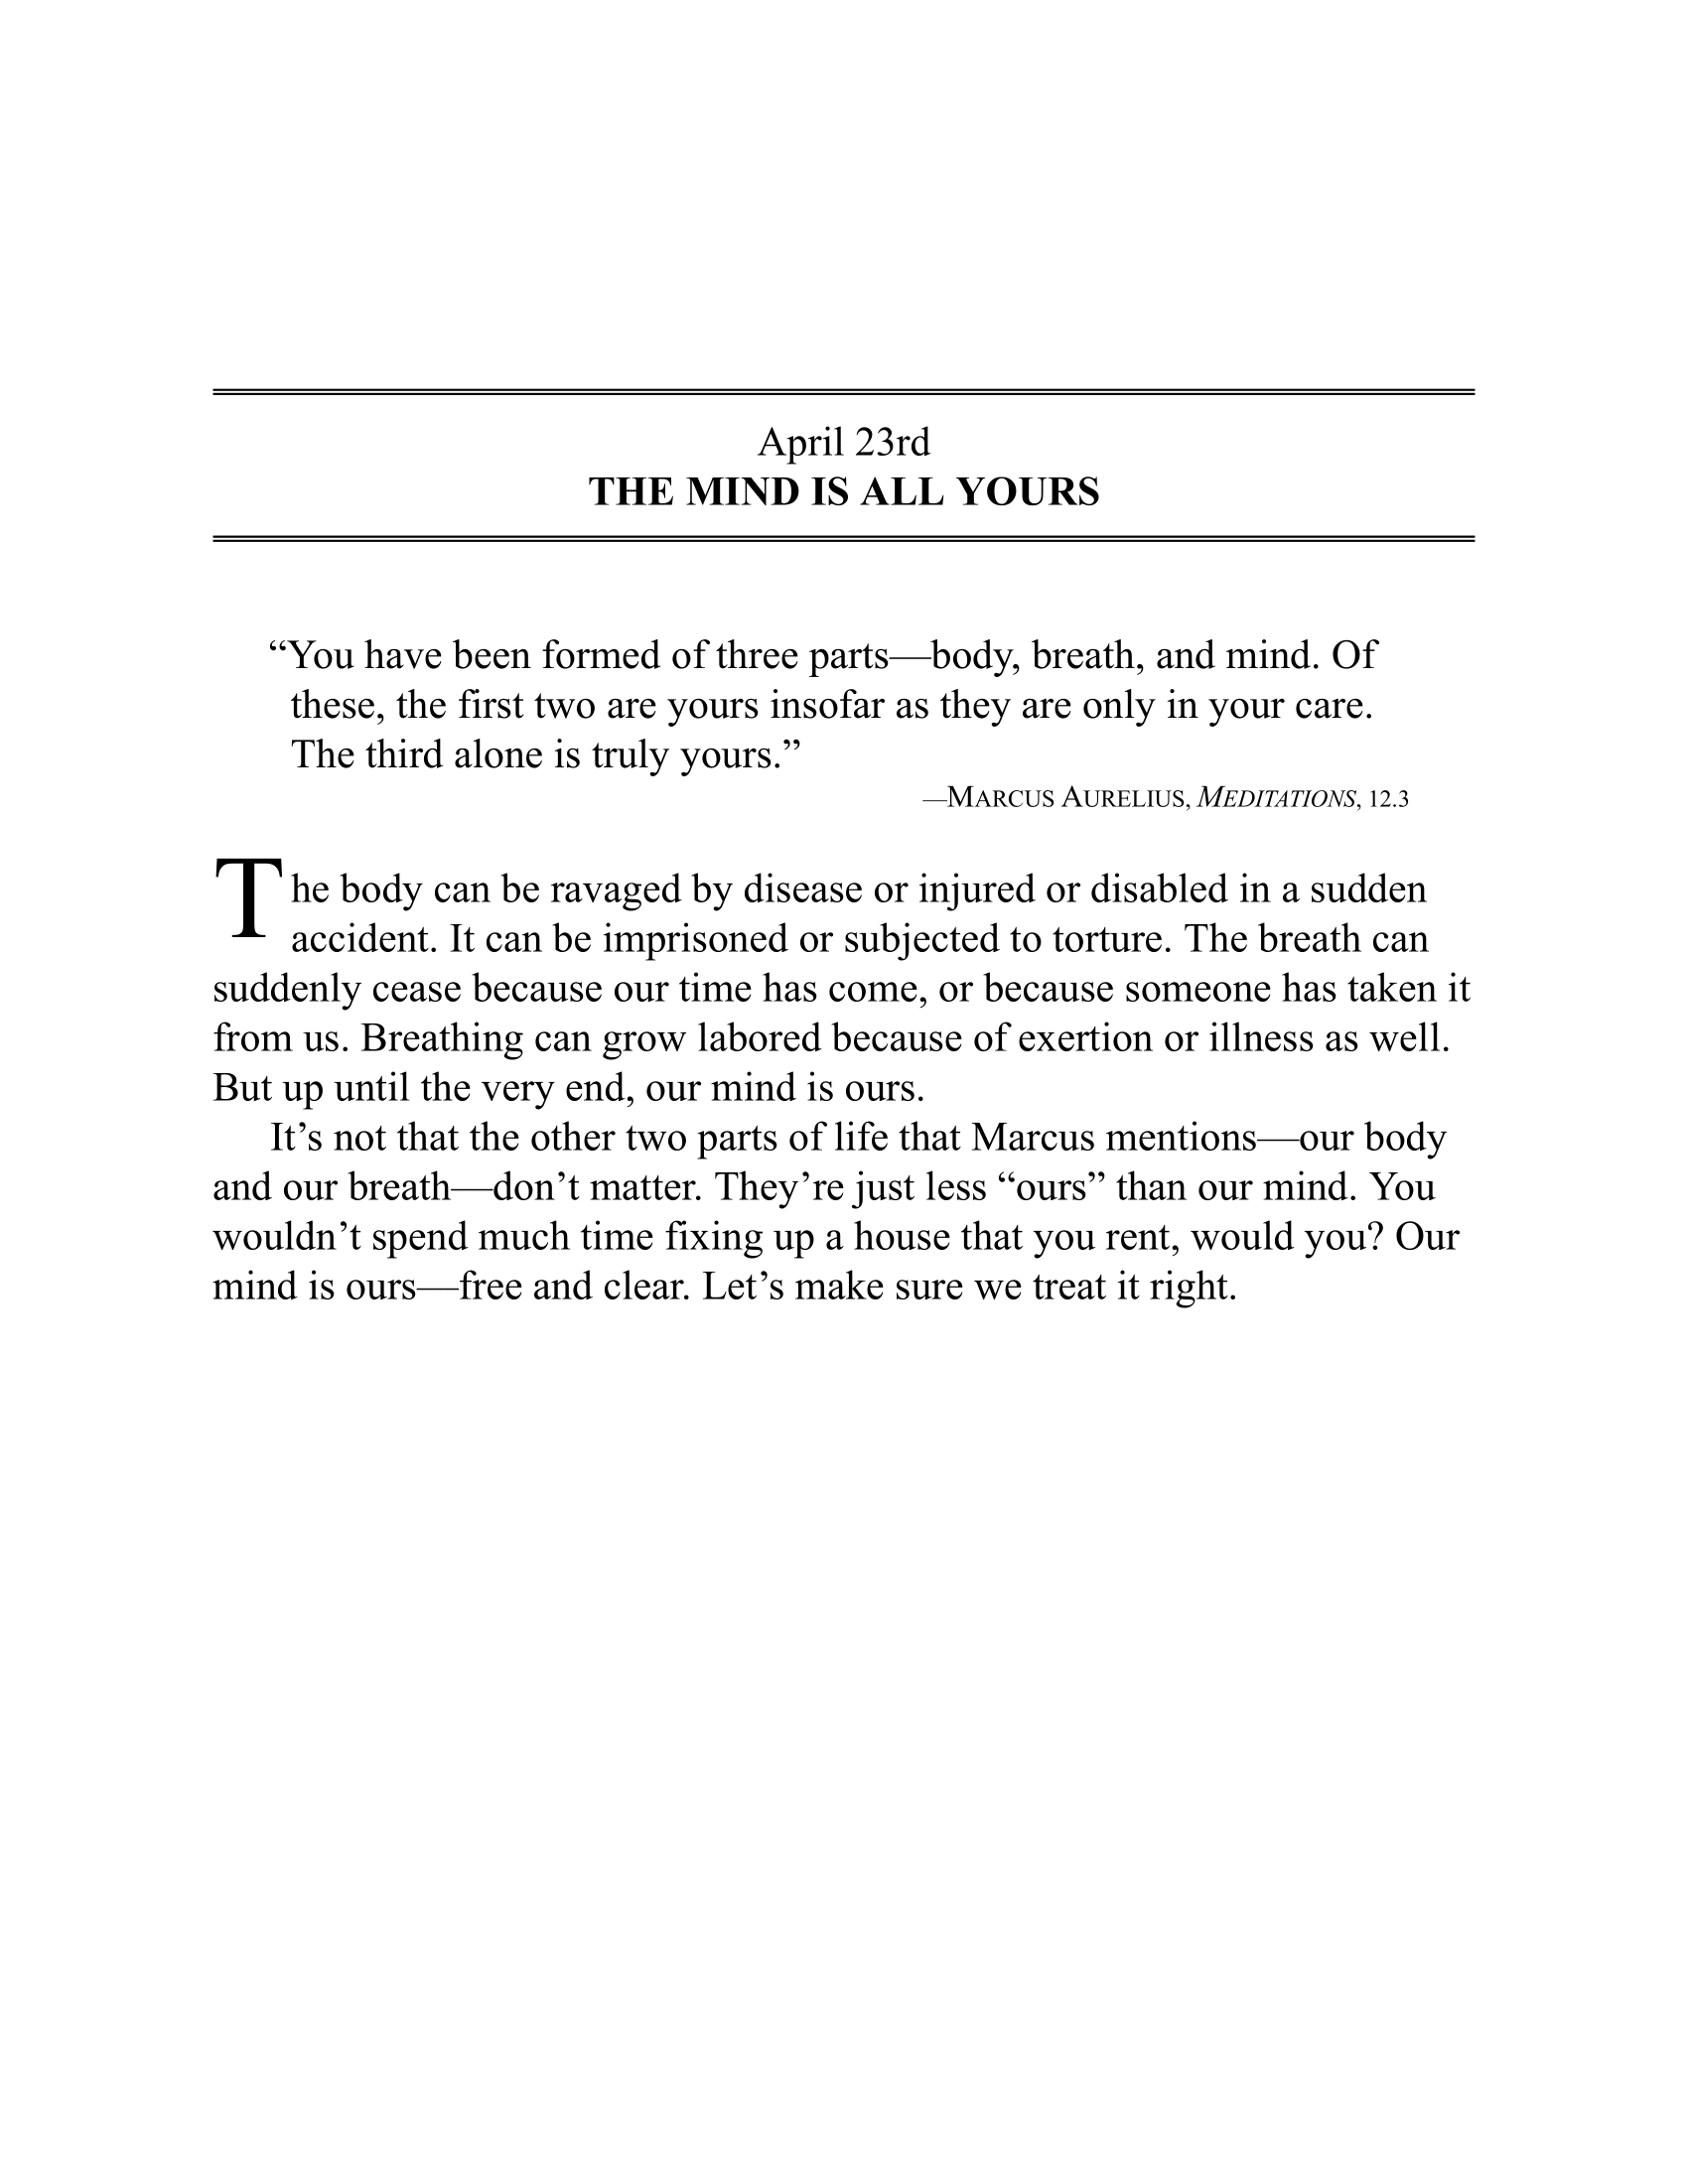 April 23rd
THE MIND IS ALL YOURS
“You have been formed of three parts—body, breath, and mind. Of
these, the first two are yours insofar as they are only in your care.
The third alone is truly yours.”
—MARCUS AURELIUS, MEDITATIONS, 12.3
The body can be ravaged by disease or injured or disabled in a sudden
accident. It can be imprisoned or subjected to torture. The breath can
suddenly cease because our time has come, or because someone has taken it
from us. Breathing can grow labored because of exertion or illness as well.
But up until the very end, our mind is ours.
It’s not that the other two parts of life that Marcus mentions—our body
and our breath—don’t matter. They’re just less “ours” than our mind. You
wouldn’t spend much time fixing up a house that you rent, would you? Our
mind is ours—free and clear. Let’s make sure we treat it right.